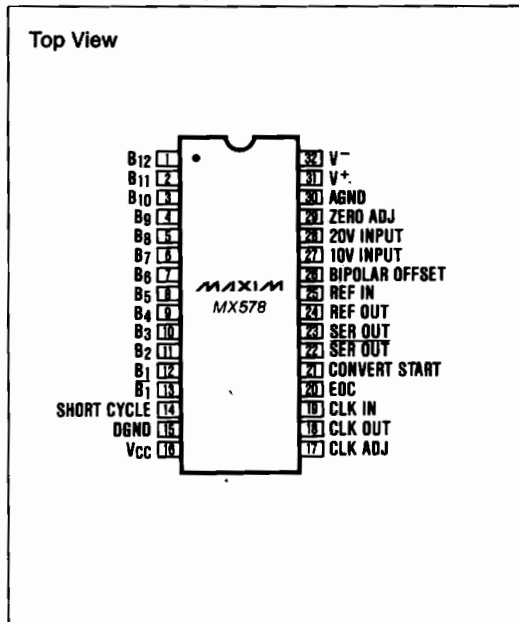 Top View
B12 1
B11 2
B10 3
B9 4
B8 5
B7 6
B6 7
B5 8
B4 9
B3 10
B2 11
B1 12
B̅1 13
SHORT CYCLE 14
DGND 15
VCC 16
MAXIM
MX578
32 V−
31 V+
30 AGND
29 ZERO ADJ
28 20V INPUT
27 10V INPUT
26 BIPOLAR OFFSET
25 REF IN
24 REF OUT
23 SER OUT
22 S̅E̅R̅ O̅U̅T̅
21 CONVERT START
20 EOC
19 CLK IN
18 CLK OUT
17 CLK ADJ